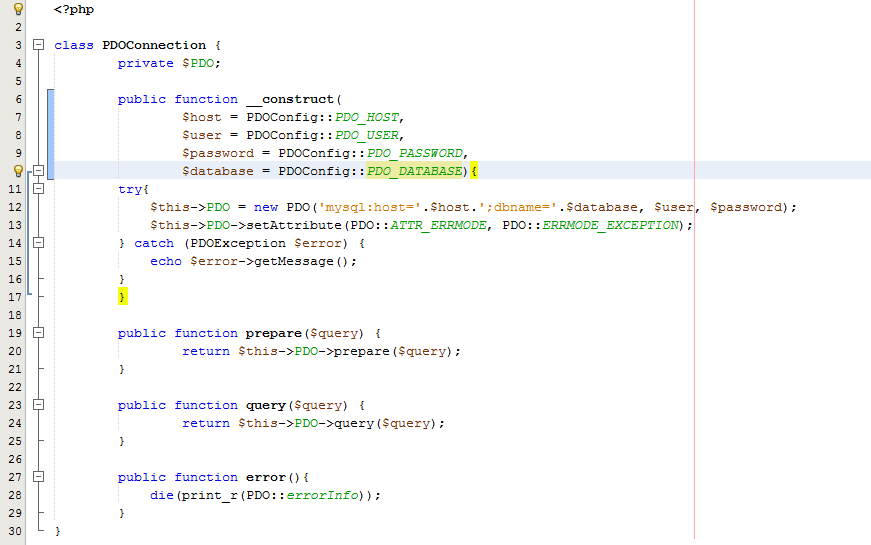 <?php
2
3 class PDOConnection {
4 private $PDO;
5
6 public function __construct(
7 $host = PDOConfig::PDO_HOST,
8 $user = PDOConfig::PDO_USER,
9 $password = PDOConfig::PDO_PASSWORD,
$database = PDOConfig::PDO_DATABASE){
11 try{
12 $this->PDO = new PDO('mysql:host='.$host.';dbname='.$database, $user, $password);
13 $this->PDO->setAttribute(PDO::ATTR_ERRMODE, PDO::ERRMODE_EXCEPTION);
14 } catch (PDOException $error) {
15 echo $error->getMessage();
16 }
17 }
18
19 public function prepare($query) {
20 return $this->PDO->prepare($query);
21 }
22
23 public function query($query) {
24 return $this->PDO->query($query);
25 }
26
27 public function error(){
28 die(print_r(PDO::errorInfo));
29 }
30 }